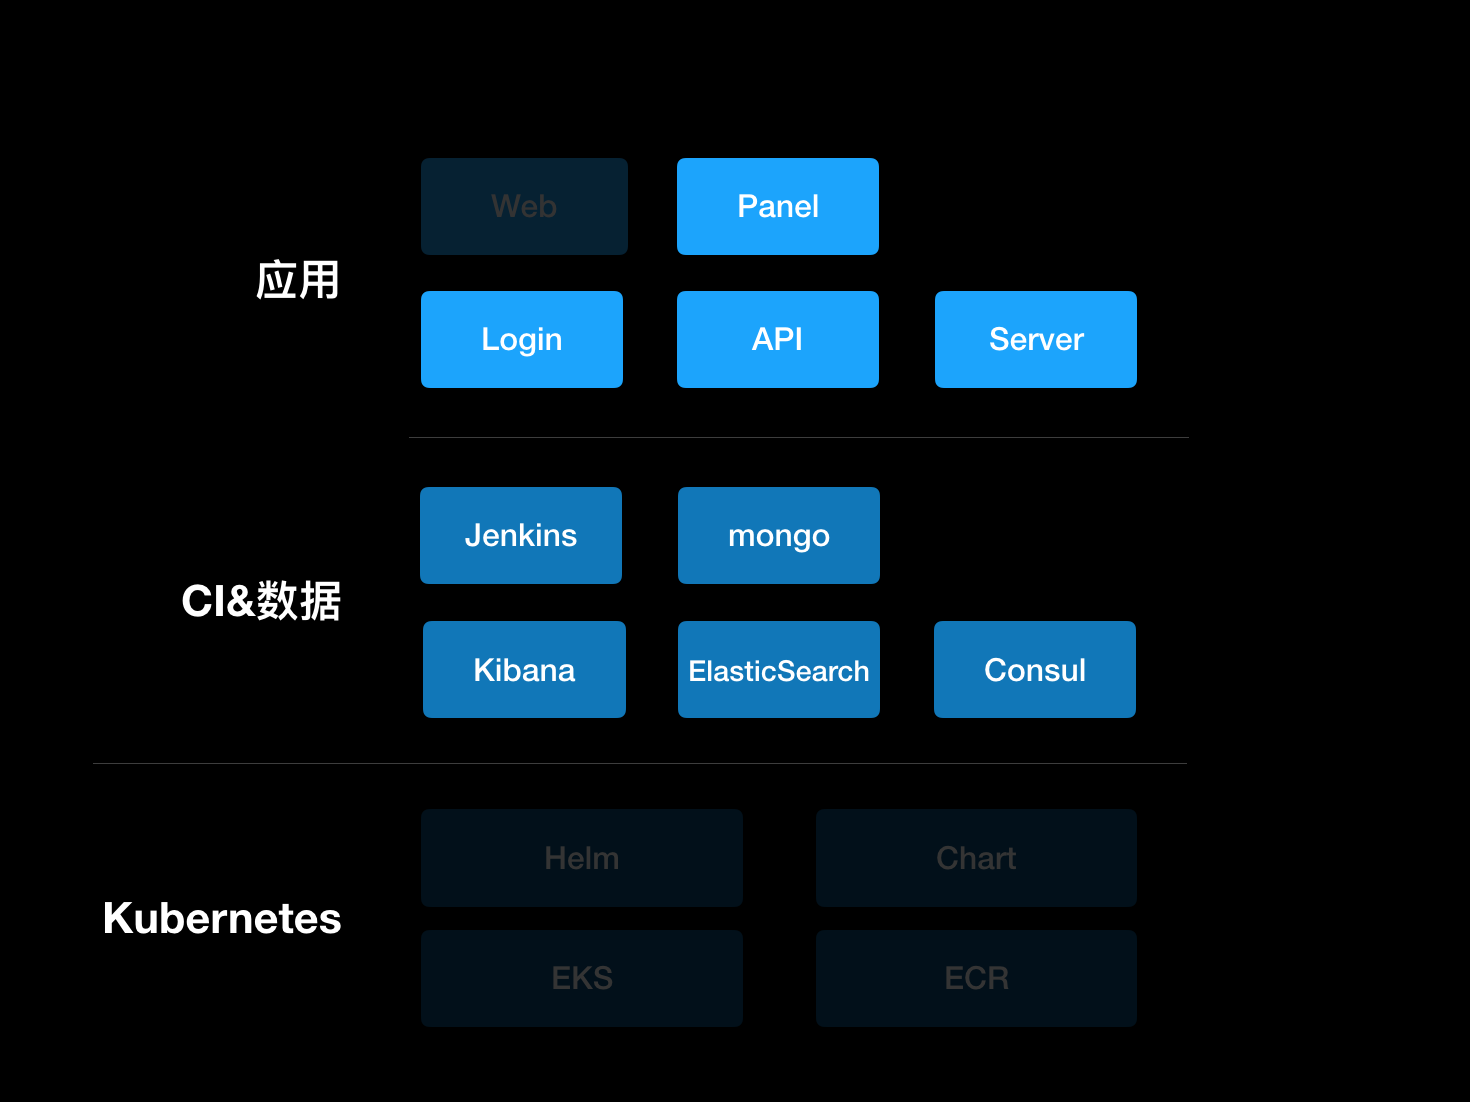 Web
Panel
应用
Login
API
Server
Jenkins
mongo
CI&数据
Kibana
ElasticSearch
Consul
Helm
Chart
Kubernetes
EKS
ECR